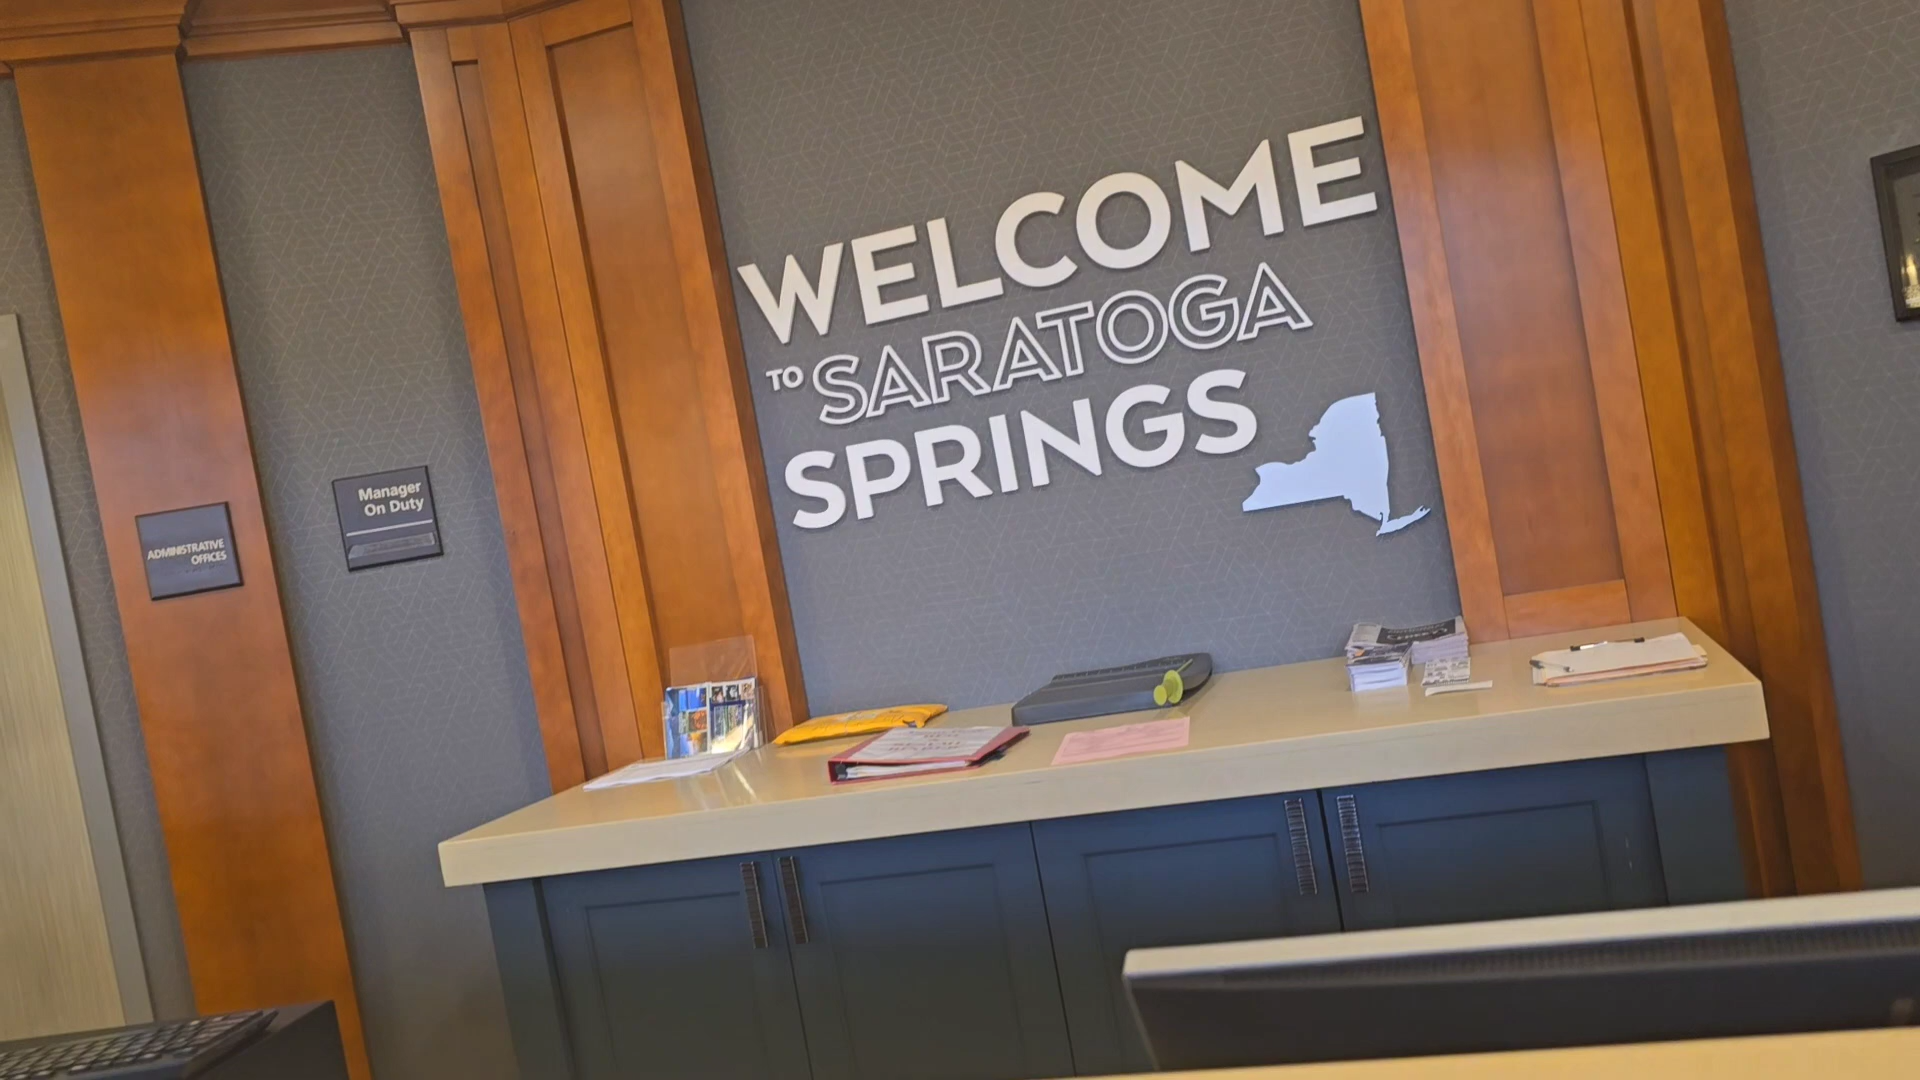 WELCOME
TO SARATOGA
SPRINGS
Manager
On Duty
ADMINISTRATIVE
OFFICES